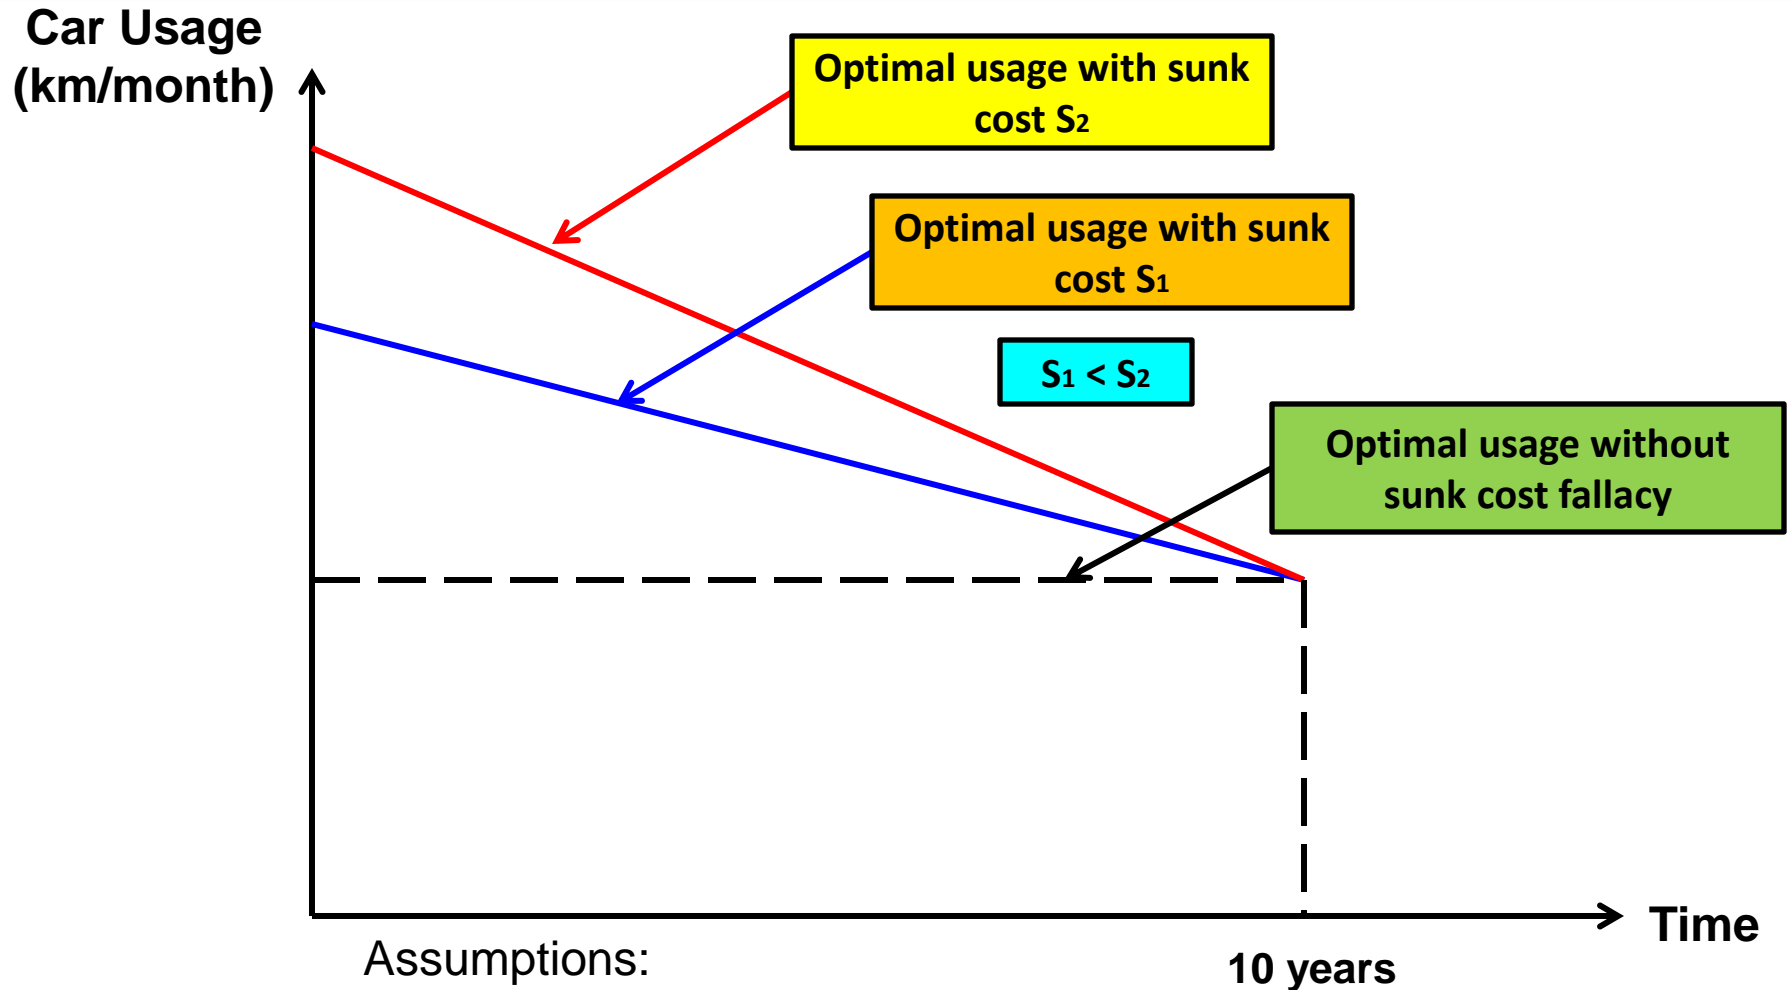 Car Usage
(km/month)
Optimal usage with sunk
cost S₂
Optimal usage with sunk
cost S₁
S₁ < S₂
Optimal usage without
sunk cost fallacy
Time
Assumptions:
10 years